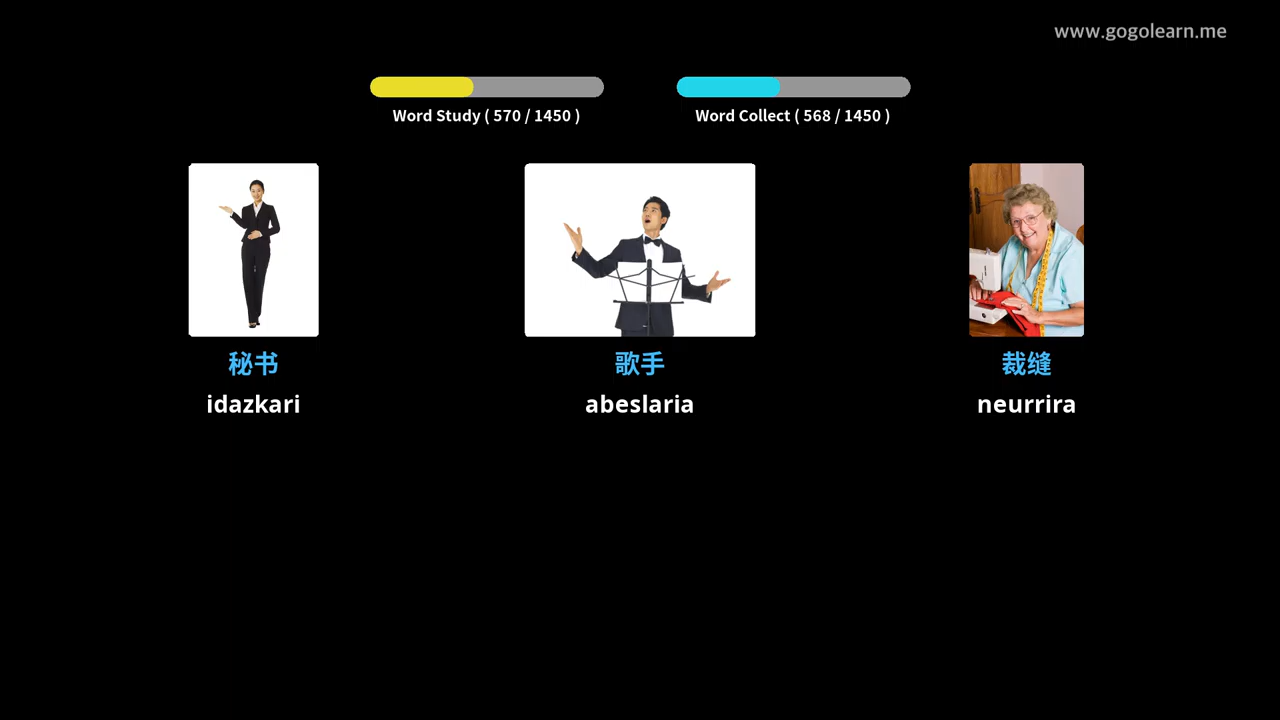 www.gogolearn.me
Word Study ( 570 / 1450 )
Word Collect ( 568 / 1450 )
秘书
歌手
裁缝
idazkari
abeslaria
neurrira